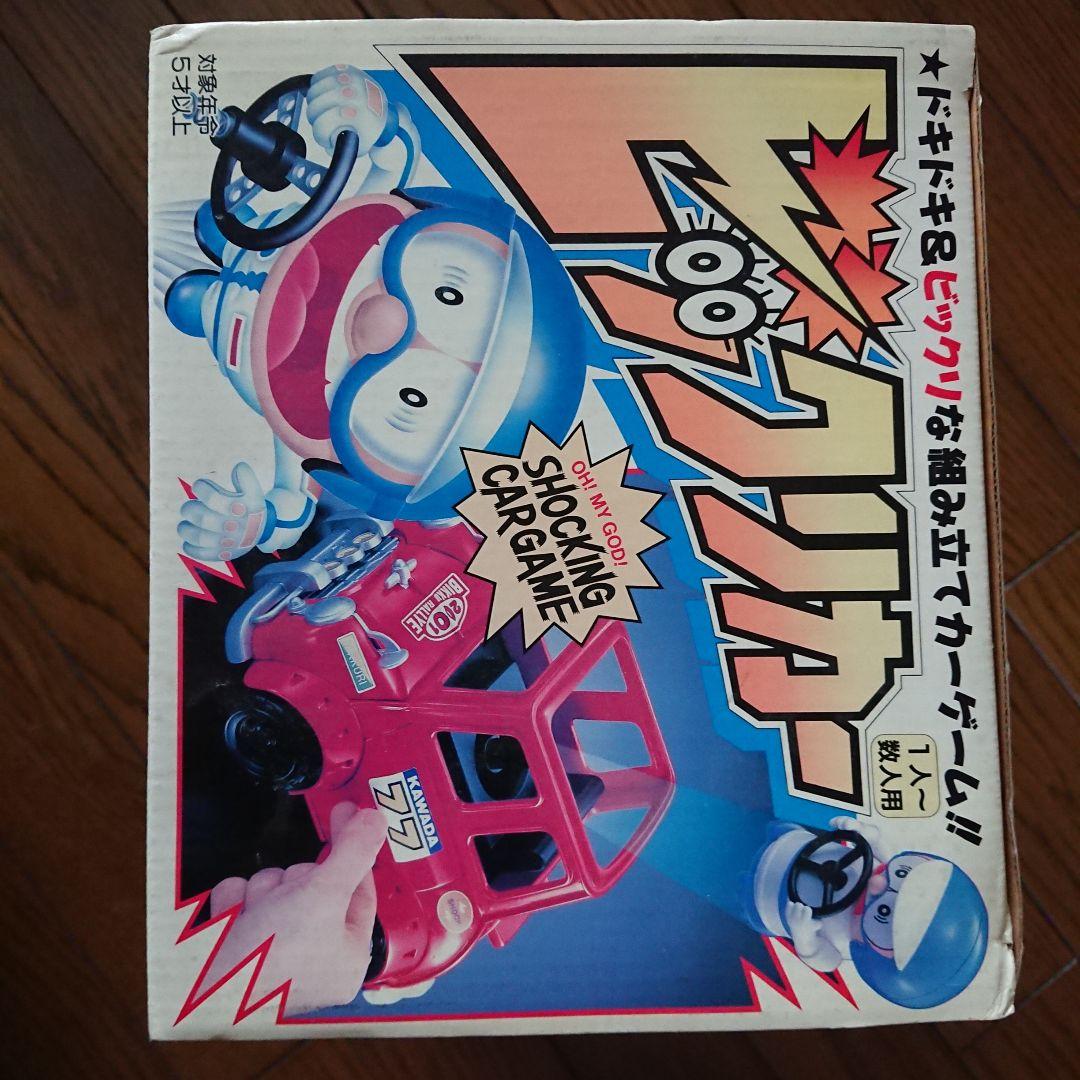 ★ドキドキ&ビックリな組み立てカーゲーム!!
ビックリカー
1人〜
数人用
OH! MY GOD!
SHOCKING
CAR GAME
対象年令
5才以上
2101
KAWADA
77